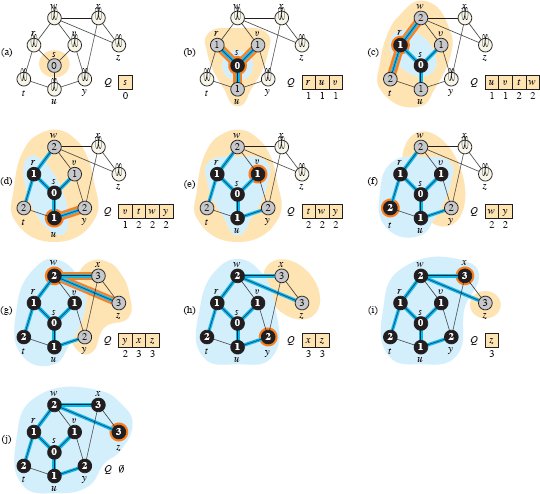 (a) r w v x s 0 t u y z Q s 0
(b) r 1 w v 1 x s 0 t u 1 y z Q r u v 1 1 1
(c) r 1 w 2 v 1 x s 0 t 2 u 1 y z Q u v t w 1 1 2 2
(d) r 1 w 2 v 1 x s 0 t 2 u 1 y 2 z Q v t w y 1 2 2 2
(e) r 1 w 2 v 1 x s 0 t 2 u 1 y 2 z Q t w y 2 2 2
(f) r 1 w 2 v 1 x s 0 t 2 u 1 y 2 z Q w y 2 2
(g) r 1 w 2 v 1 x 3 s 0 t 2 u 1 y 2 z 3 Q y x z 2 3 3
(h) r 1 w 2 v 1 x 3 s 0 t 2 u 1 y 2 z 3 Q x z 3 3
(i) r 1 w 2 v 1 x 3 s 0 t 2 u 1 y 2 z 3 Q z 3
(j) r 1 w 2 v 1 x 3 s 0 t 2 u 1 y 2 z 3 Q ∅